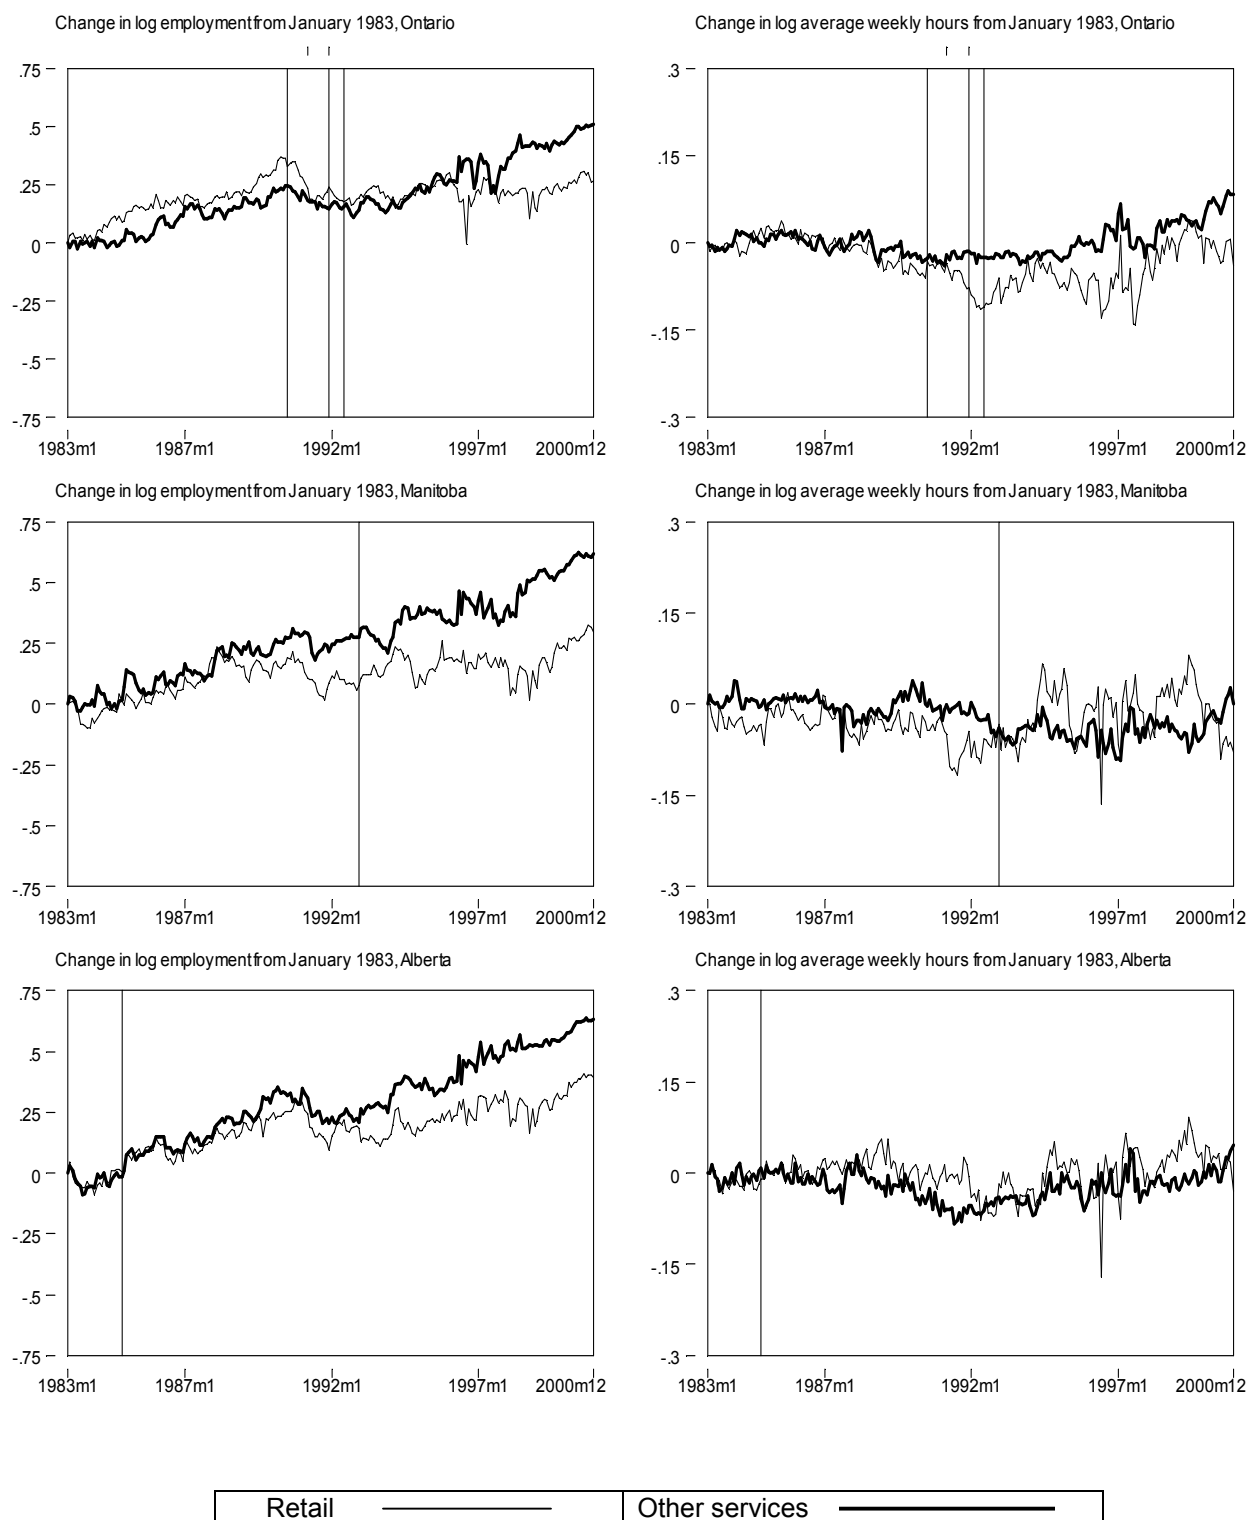 Change in log employment from January 1983, Ontario
.75
.5
.25
0
-.25
-.5
-.75
1983m1 1987m1 1992m1 1997m1 2000m12
Change in log average weekly hours from January 1983, Ontario
.3
.15
0
-.15
-.3
1983m1 1987m1 1992m1 1997m1 2000m12
Change in log employment from January 1983, Manitoba
.75
.5
.25
0
-.25
-.5
-.75
1983m1 1987m1 1992m1 1997m1 2000m12
Change in log average weekly hours from January 1983, Manitoba
.3
.15
0
-.15
-.3
1983m1 1987m1 1992m1 1997m1 2000m12
Change in log employment from January 1983, Alberta
.75
.5
.25
0
-.25
-.5
-.75
1983m1 1987m1 1992m1 1997m1 2000m12
Change in log average weekly hours from January 1983, Alberta
.3
.15
0
-.15
-.3
1983m1 1987m1 1992m1 1997m1 2000m12
Retail Other services